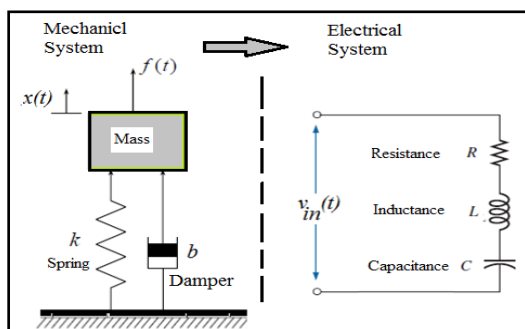 Mechanicl
System
Electrical
System
f(t)
x(t)
Mass
k
Spring
b
Damper
v_in(t)
Resistance R
Inductance L
Capacitance C